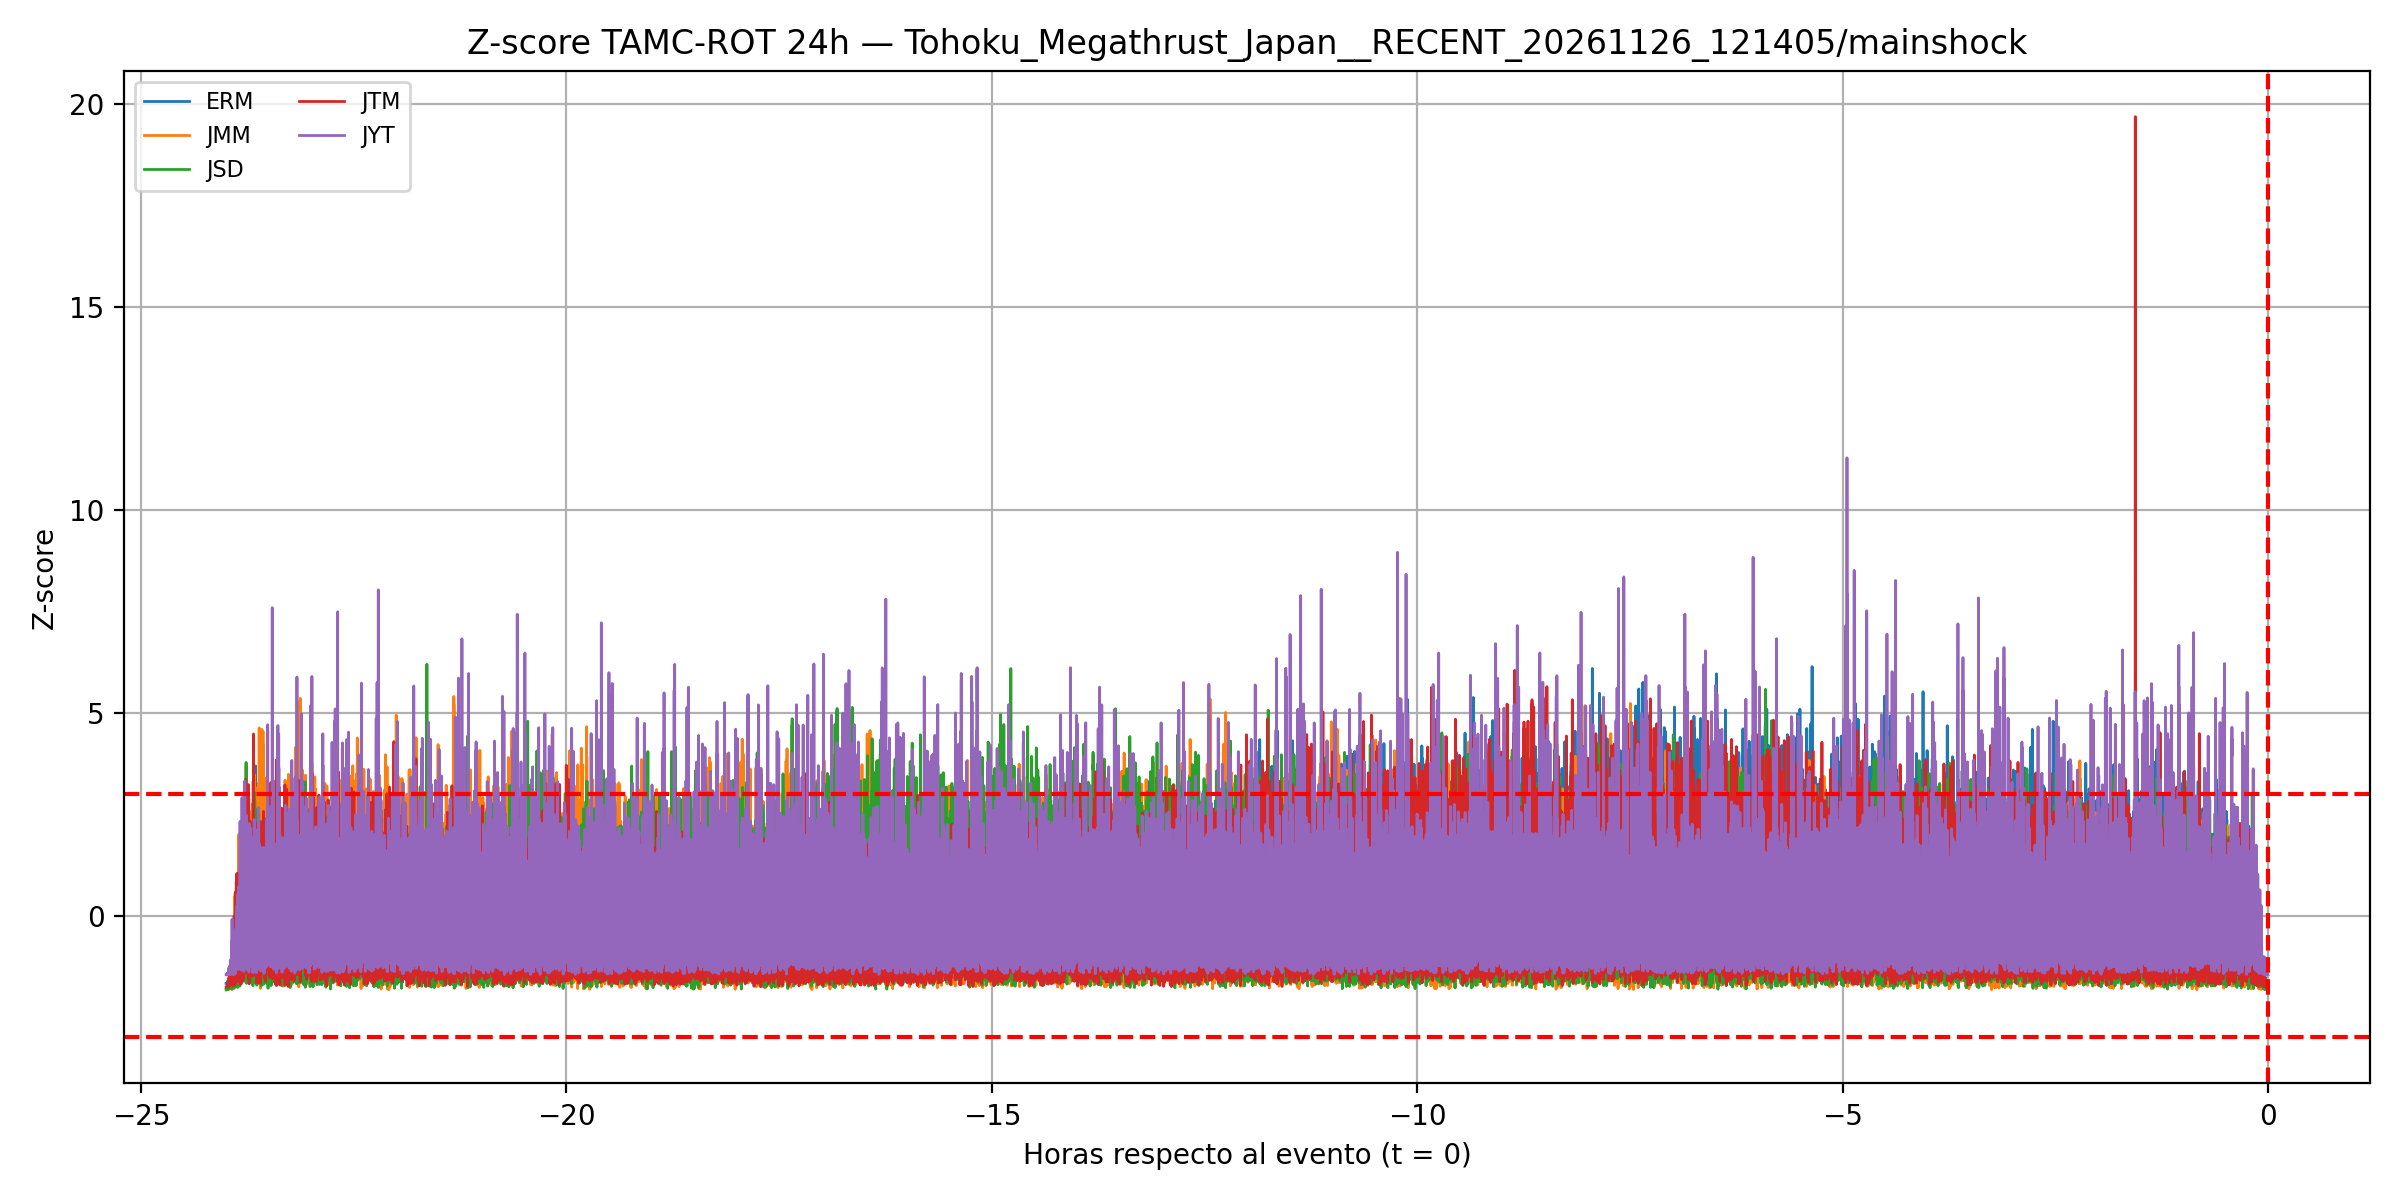 Z-score TAMC-ROT 24h — Tohoku_Megathrust_Japan__RECENT_20261126_121405/mainshock
ERM
JMM
JSD
JTM
JYT
20
15
10
5
0
Z-score
−25
−20
−15
−10
−5
0
Horas respecto al evento (t = 0)